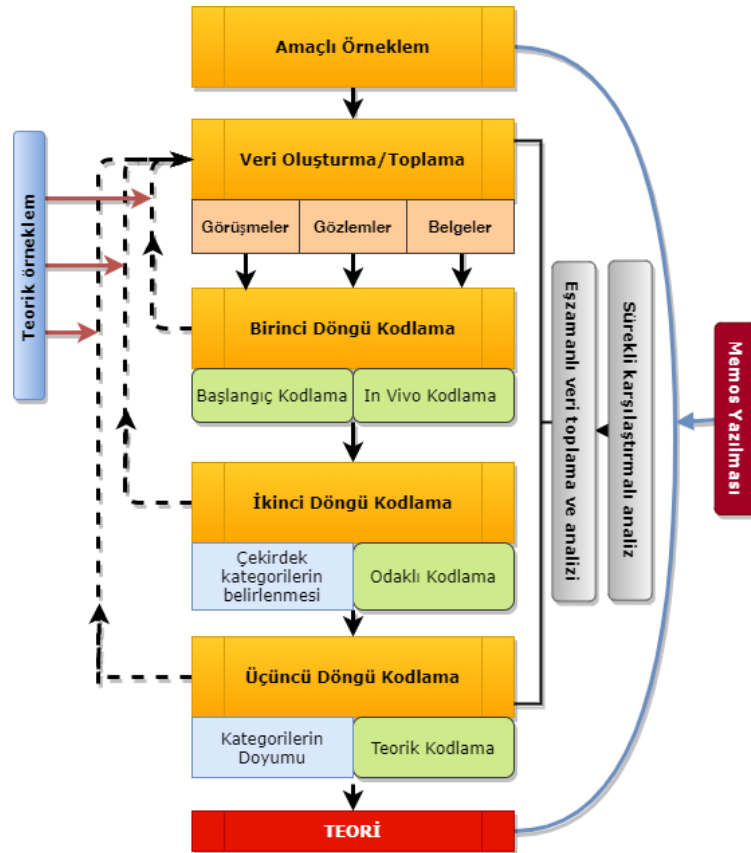 Amaçlı Örneklem
Veri Oluşturma/Toplama
Görüşmeler
Gözlemler
Belgeler
Birinci Döngü Kodlama
Başlangıç Kodlama
In Vivo Kodlama
İkinci Döngü Kodlama
Çekirdek
kategorilerin
belirlenmesi
Odaklı Kodlama
Üçüncü Döngü Kodlama
Kategorilerin
Doyumu
Teorik Kodlama
TEORİ
Teorik örneklem
Eşzamanlı veri toplama ve analizi
Sürekli karşılaştırmalı analiz
Memos Yazılması